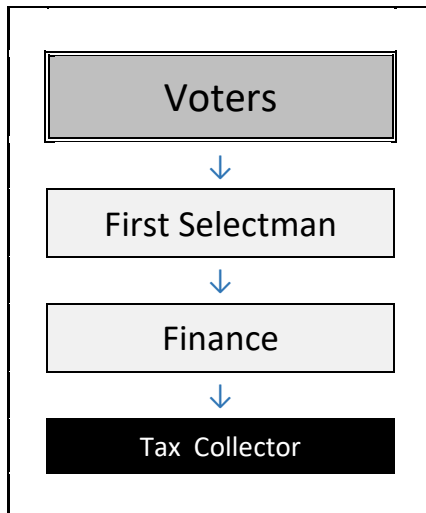 Voters
↓
First Selectman
↓
Finance
↓
Tax Collector